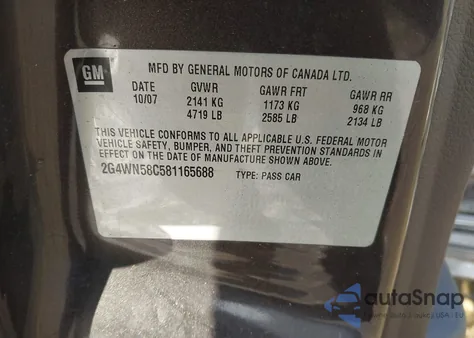 GM
MFD BY GENERAL MOTORS OF CANADA LTD.
DATE GVWR GAWR FRT GAWR RR
10/07 2141 KG 1173 KG 968 KG
4719 LB 2585 LB 2134 LB
THIS VEHICLE CONFORMS TO ALL APPLICABLE U.S. FEDERAL MOTOR
VEHICLE SAFETY, BUMPER, AND THEFT PREVENTION STANDARDS IN
EFFECT ON THE DATE OF MANUFACTURE SHOWN ABOVE.
2G4WN58C581165688 TYPE: PASS CAR
autaSnap